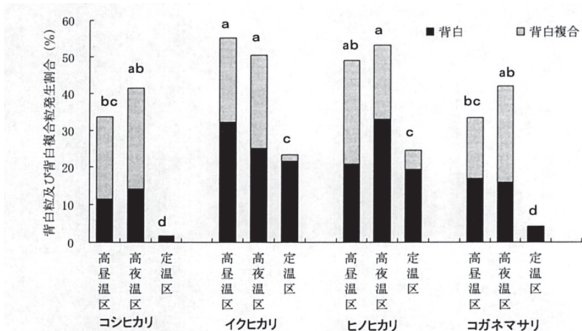 背白粒及び背白複合粒発生割合 (%)
60
50
40
30
20
10
0
■背白 背白複合
bc
ab
d
a
a
c
ab
a
c
bc
ab
d
高昼温区
高夜温区
定温区
高昼温区
高夜温区
定温区
高昼温区
高夜温区
定温区
高昼温区
高夜温区
定温区
コシヒカリ
イクヒカリ
ヒノヒカリ
コガネマサリ